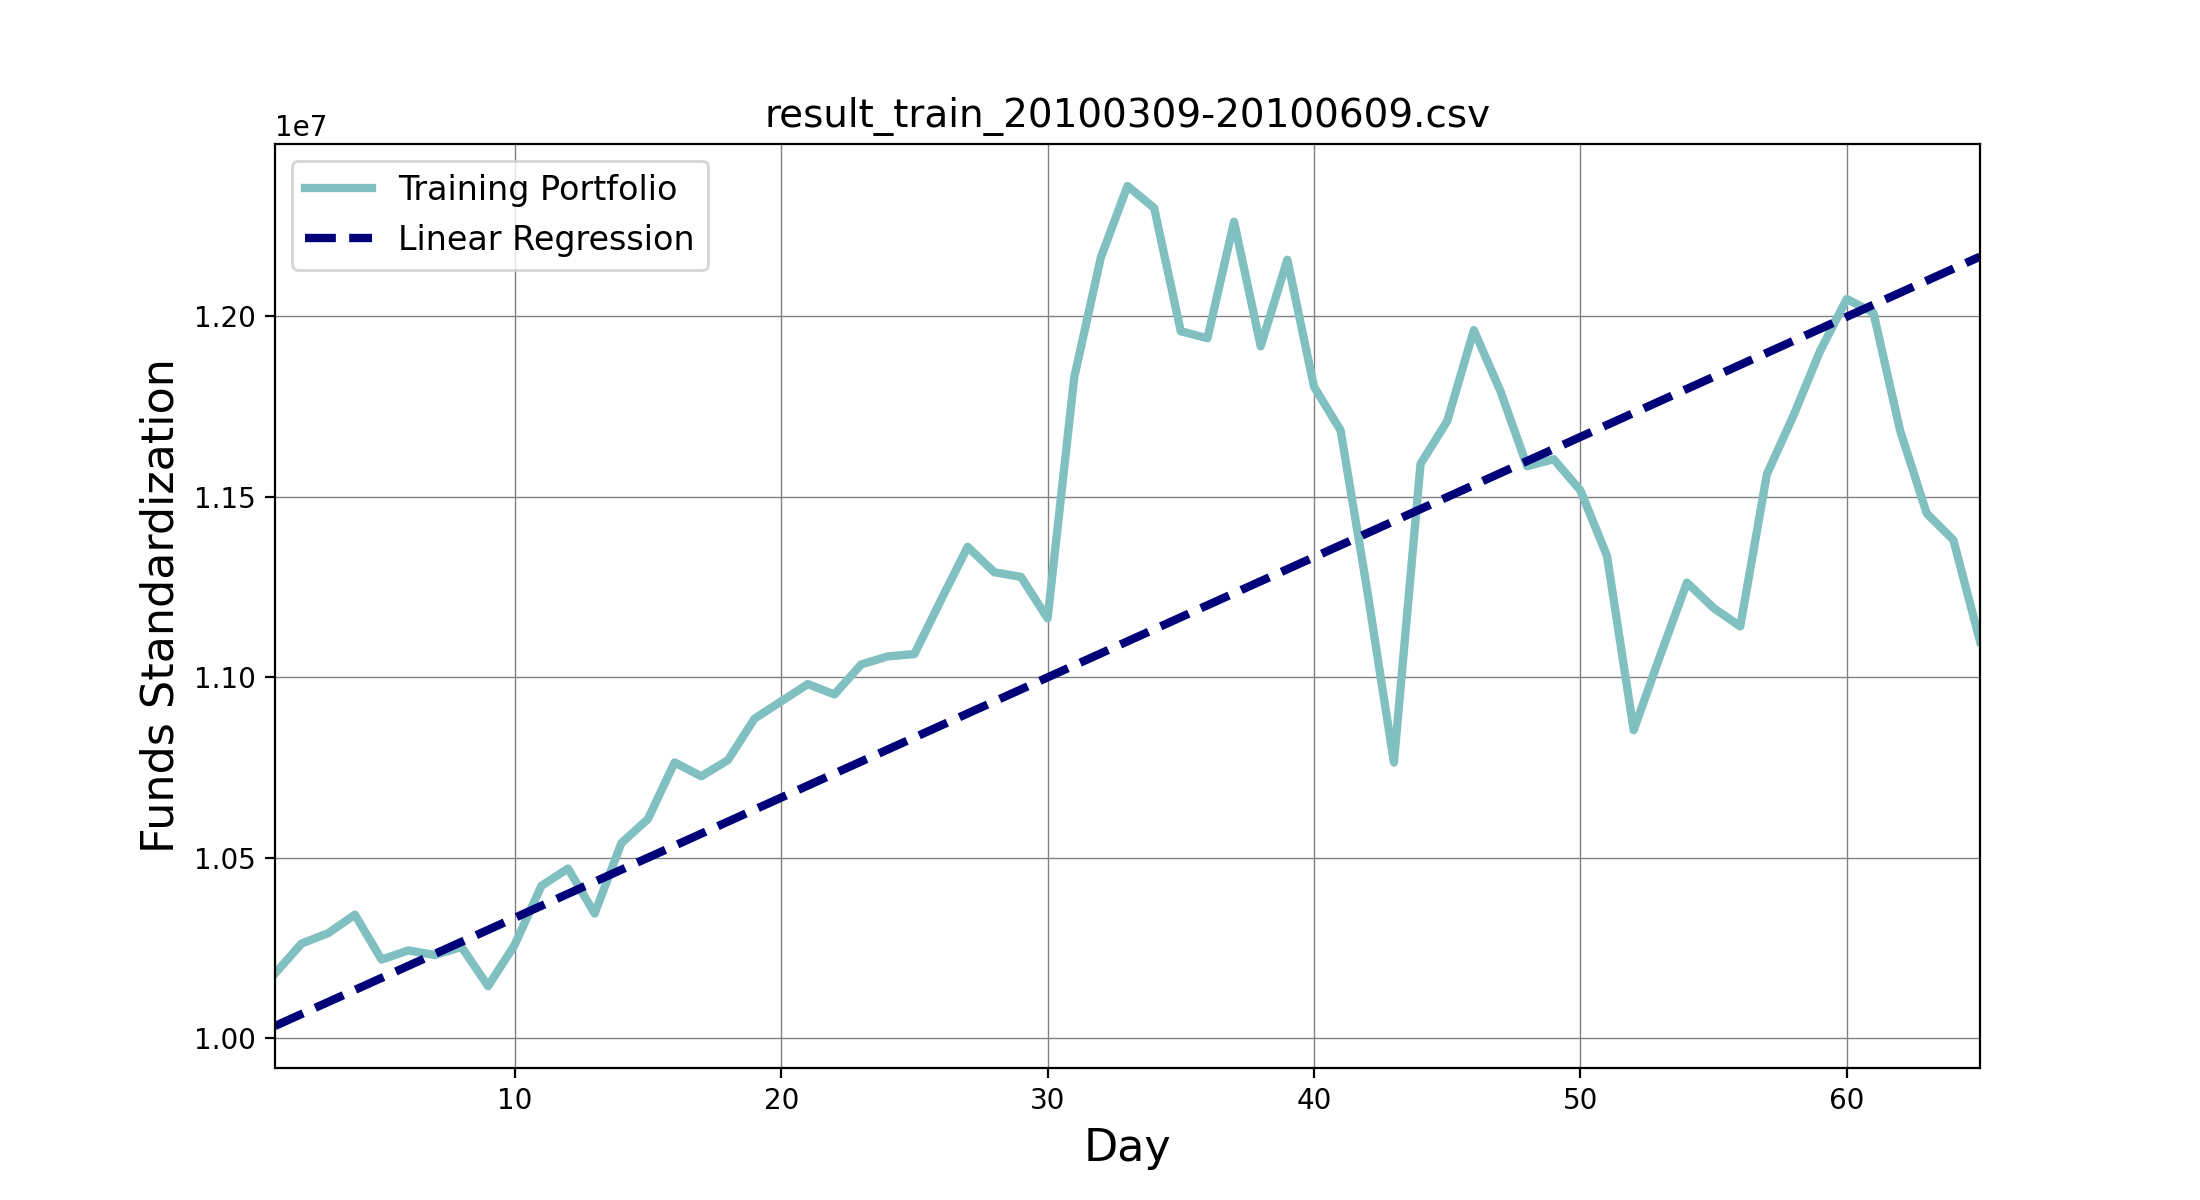 result_train_20100309-20100609.csv
1e7
Training Portfolio
Linear Regression
Funds Standardization
1.20
1.15
1.10
1.05
1.00
10 20 30 40 50 60
Day